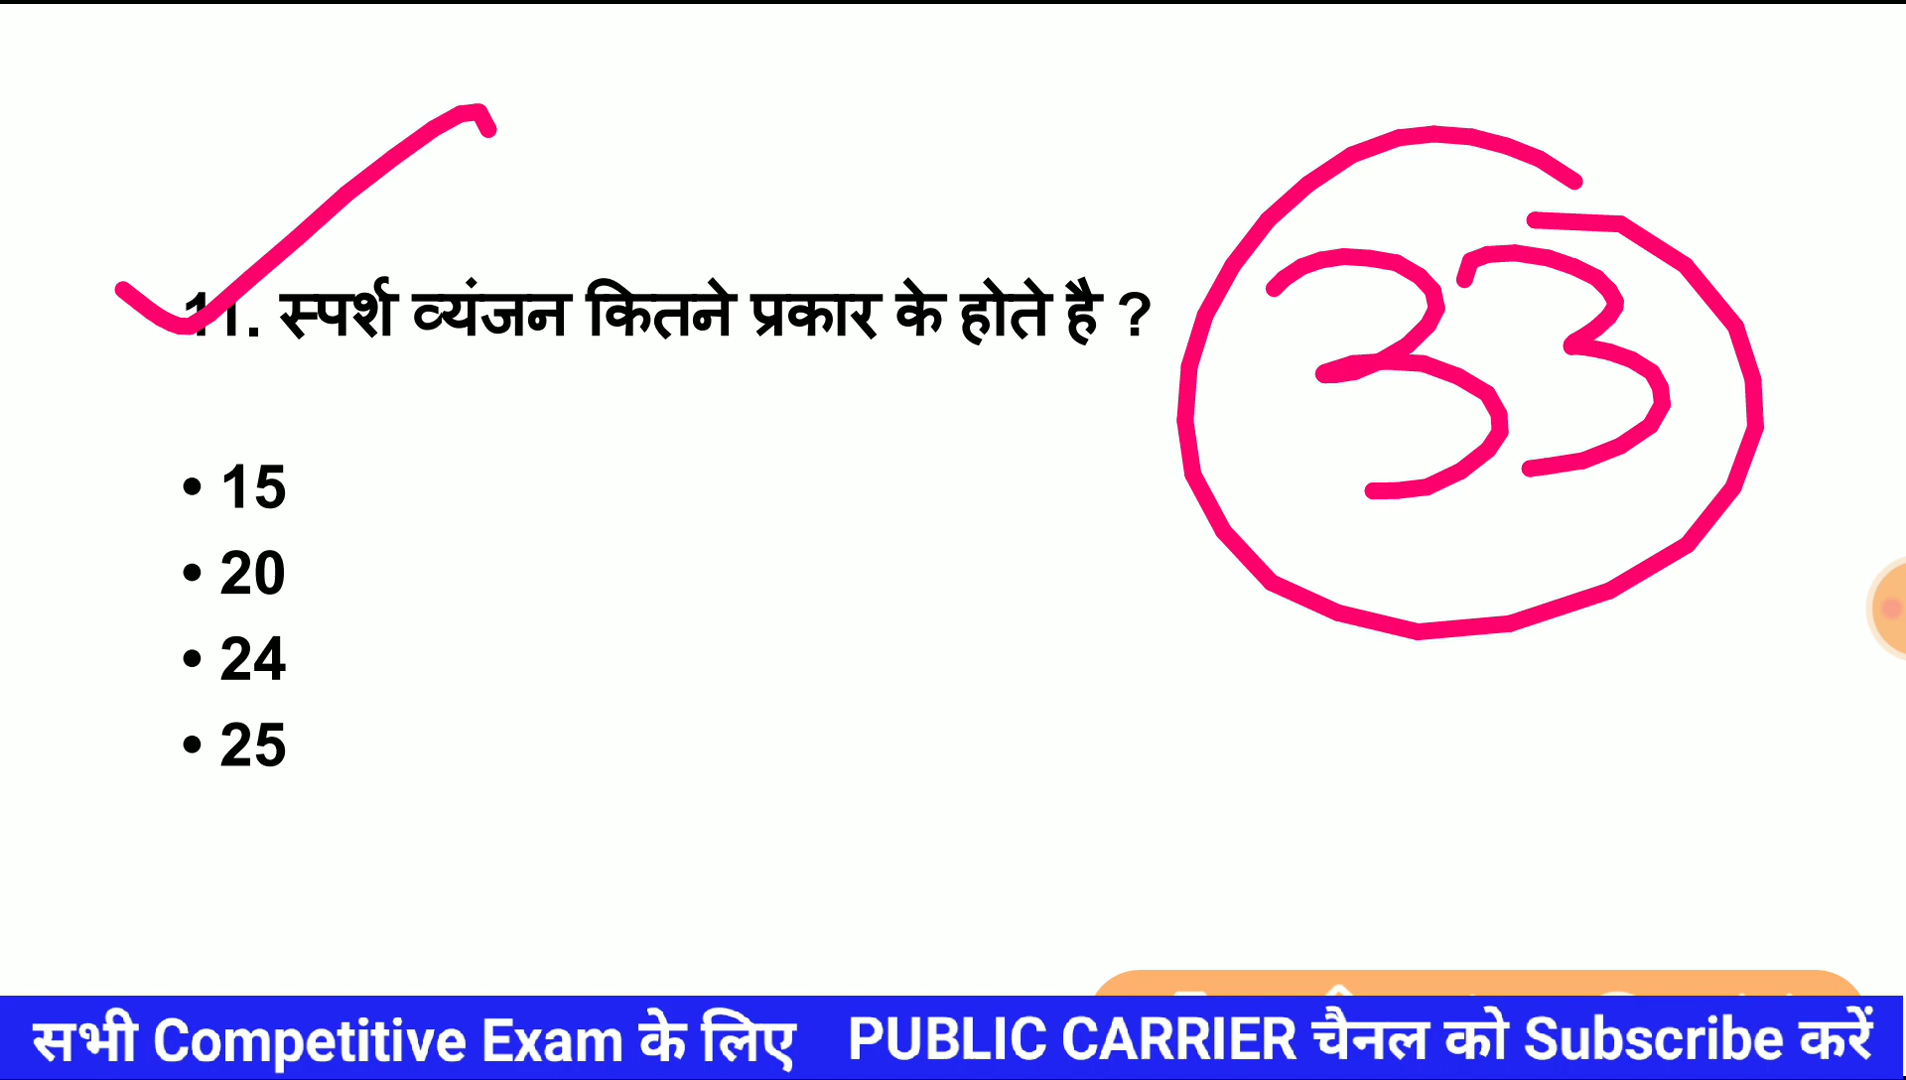 11. स्पर्श व्यंजन कितने प्रकार के होते है ?
33
• 15
• 20
• 24
• 25
सभी Competitive Exam के लिए PUBLIC CARRIER चैनल को Subscribe करें